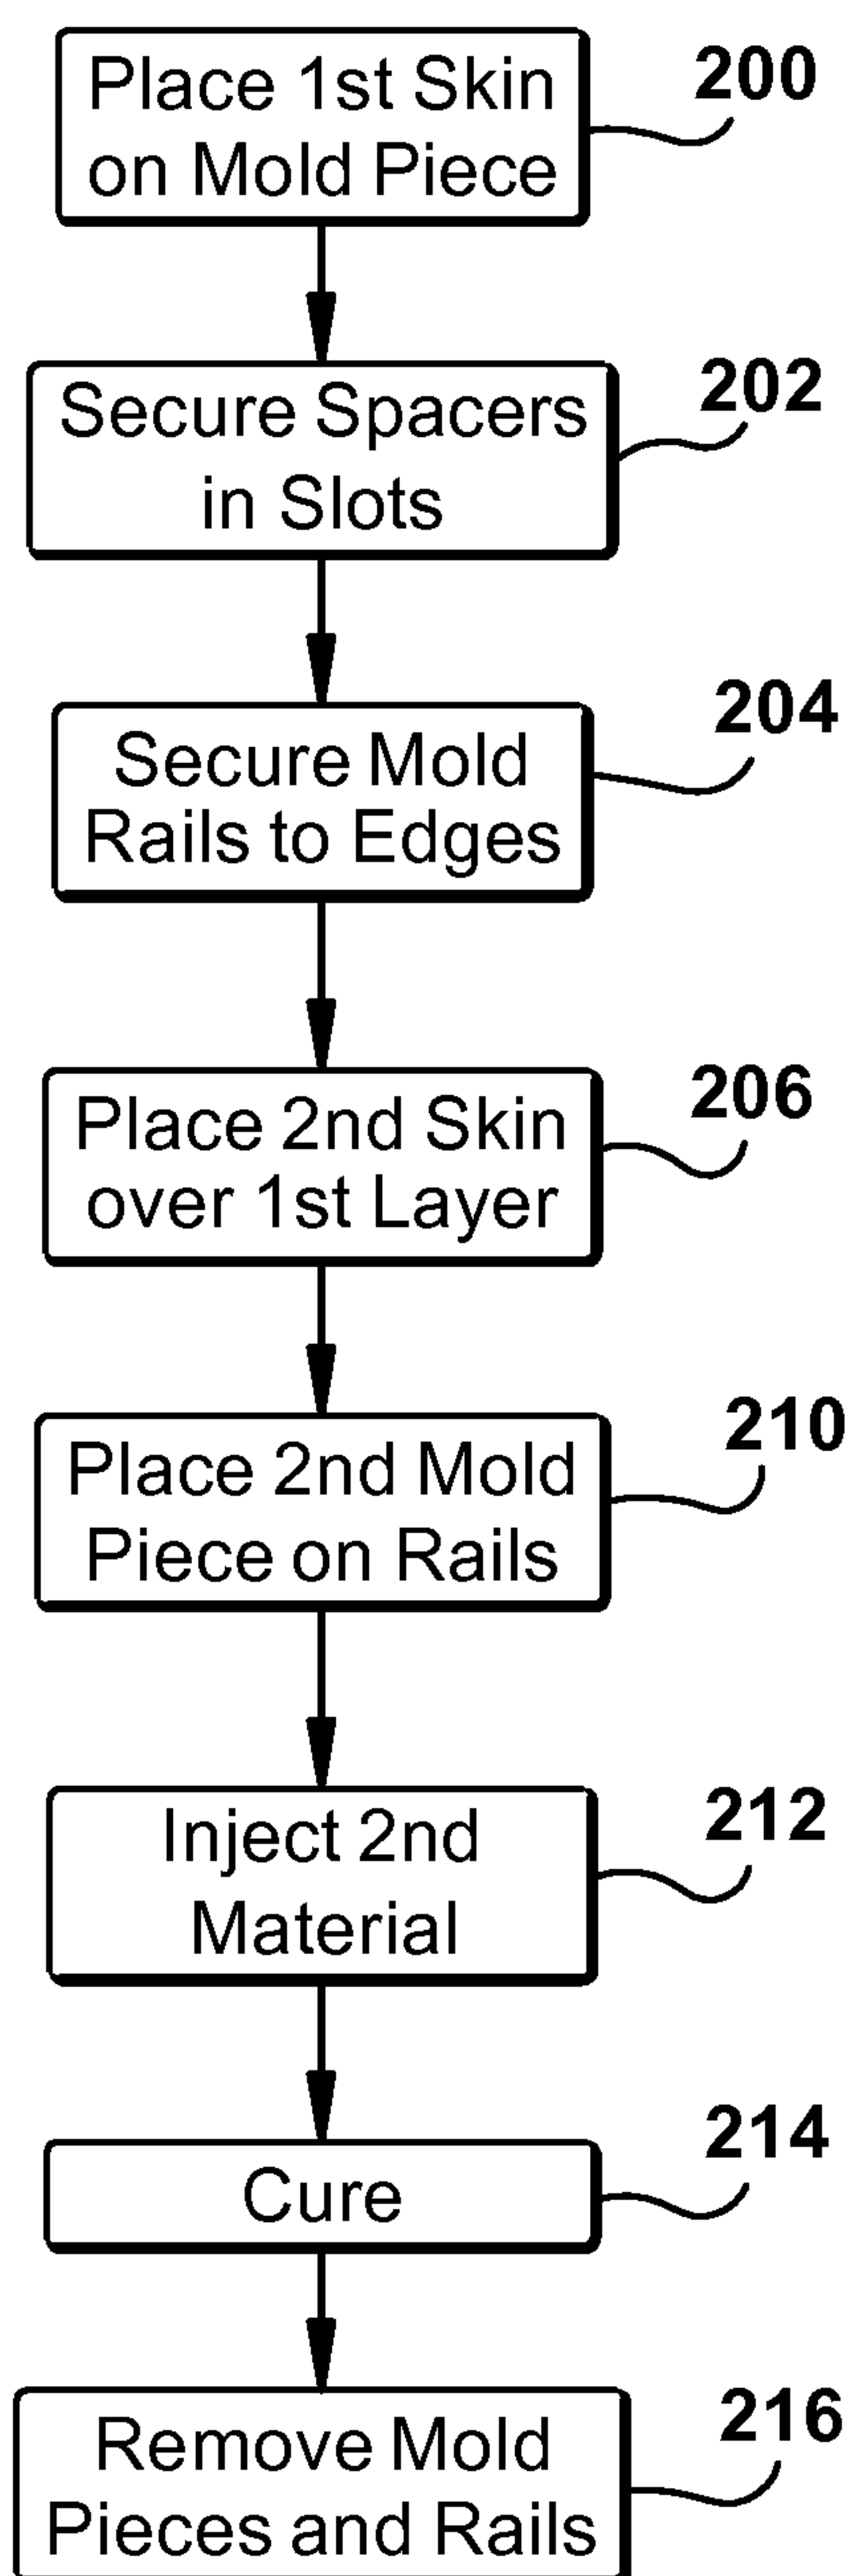 Place 1st Skin
on Mold Piece
200
Secure Spacers
in Slots
202
Secure Mold
Rails to Edges
204
Place 2nd Skin
over 1st Layer
206
Place 2nd Mold
Piece on Rails
210
Inject 2nd
Material
212
Cure
214
Remove Mold
Pieces and Rails
216